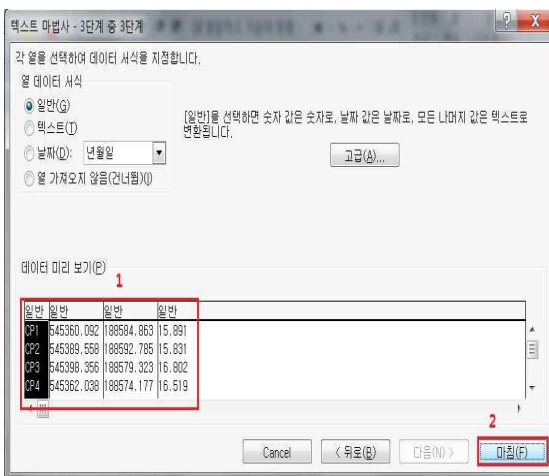 텍스트 마법사 - 3단계 중 3단계
각 열을 선택하여 데이터 서식을 지정합니다.
열 데이터 서식
일반(G)
텍스트(T)
날짜(D): 년월일
열 가져오지 않음(건너뜀)(I)
[일반]을 선택하면 숫자 값은 숫자로, 날짜 값은 날짜로, 모든 나머지 값은 텍스트로
변환됩니다.
고급(A)...
데이터 미리 보기(P)
1
일반 일반 일반 일반
CP1 545360.092 188584.863 15.891
CP2 545389.558 188592.785 15.831
CP3 545398.356 188579.323 16.802
CP4 545362.038 188574.177 16.519
2
Cancel < 뒤로(B) 다음(N) > 마침(F)